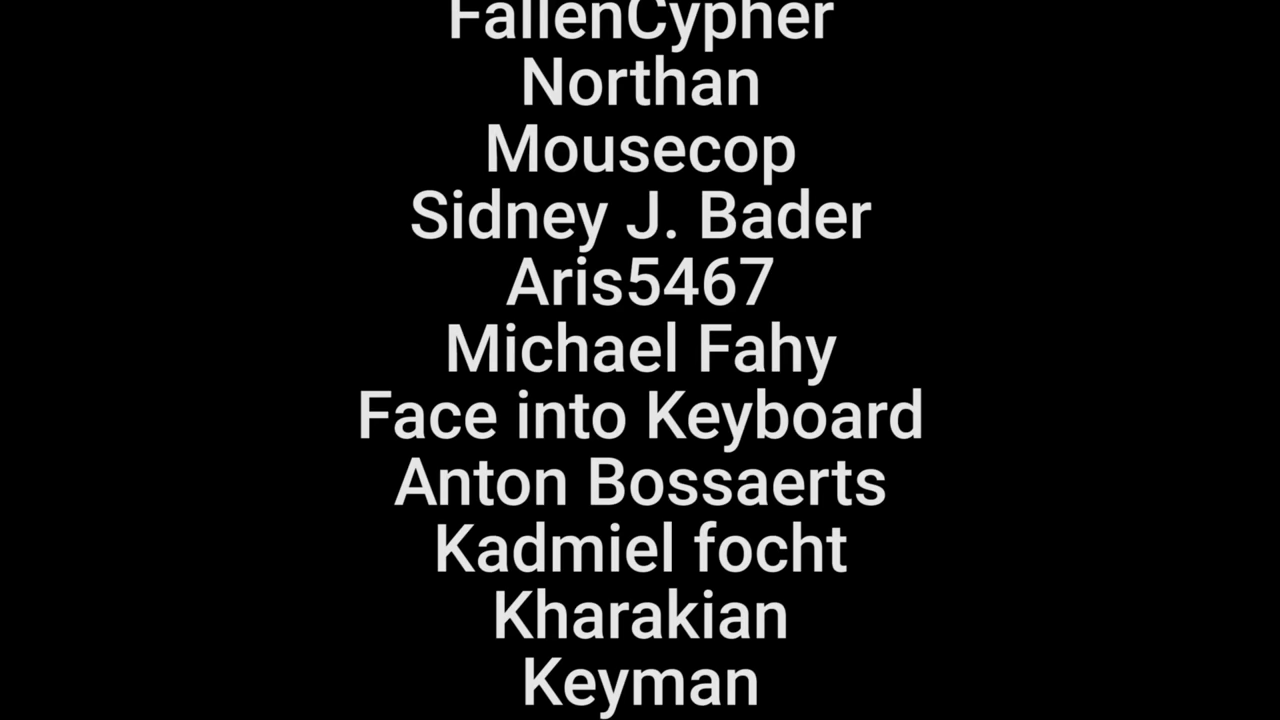 FallenCypher
Northan
Mousecop
Sidney J. Bader
Aris5467
Michael Fahy
Face into Keyboard
Anton Bossaerts
Kadmiel focht
Kharakian
Keyman